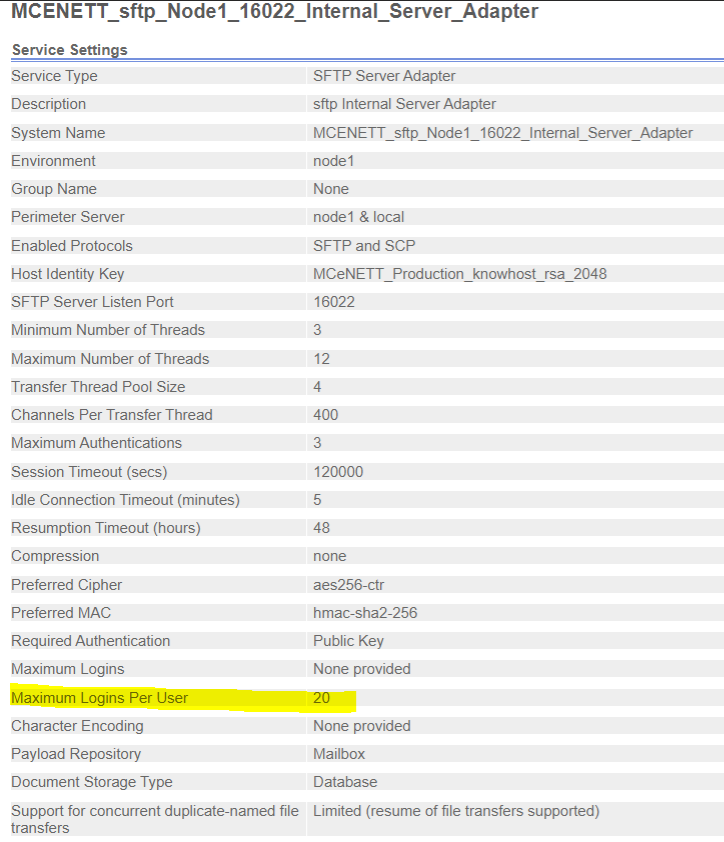 MCENETT_sftp_Node1_16022_Internal_Server_Adapter
Service Settings
Service Type SFTP Server Adapter
Description sftp Internal Server Adapter
System Name MCENETT_sftp_Node1_16022_Internal_Server_Adapter
Environment node1
Group Name None
Perimeter Server node1 & local
Enabled Protocols SFTP and SCP
Host Identity Key MCeNETT_Production_knowhost_rsa_2048
SFTP Server Listen Port 16022
Minimum Number of Threads 3
Maximum Number of Threads 12
Transfer Thread Pool Size 4
Channels Per Transfer Thread 400
Maximum Authentications 3
Session Timeout (secs) 120000
Idle Connection Timeout (minutes) 5
Resumption Timeout (hours) 48
Compression none
Preferred Cipher aes256-ctr
Preferred MAC hmac-sha2-256
Required Authentication Public Key
Maximum Logins None provided
Maximum Logins Per User 20
Character Encoding None provided
Payload Repository Mailbox
Document Storage Type Database
Support for concurrent duplicate-named file Limited (resume of file transfers supported)
transfers